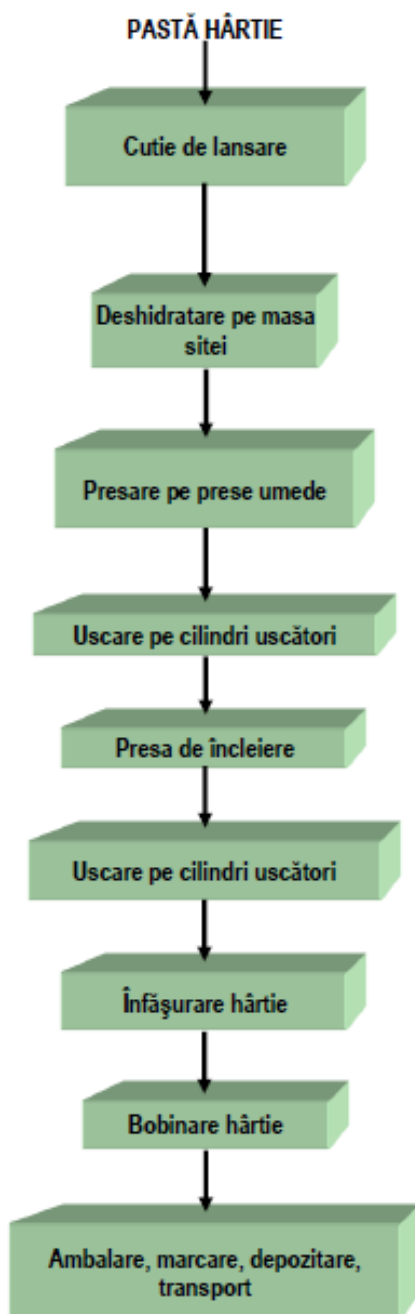 PASTĂ HÂRTIE
Cutie de lansare
Deshidratare pe masa
sitei
Presare pe prese umede
Uscare pe cilindri uscători
Presa de încleiere
Uscare pe cilindri uscători
Înfăşurare hârtie
Bobinare hârtie
Ambalare, marcare, depozitare,
transport